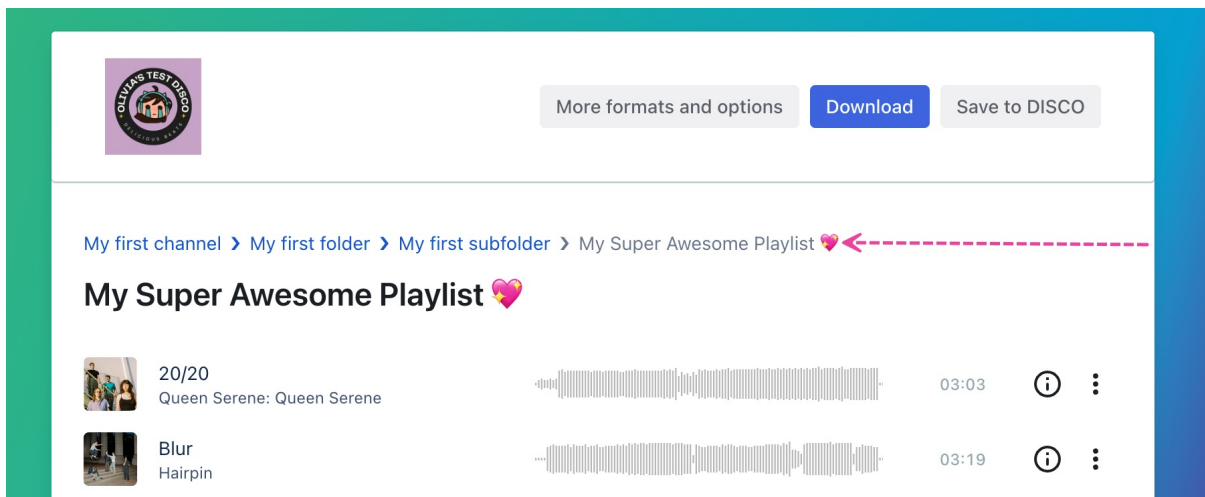 OLIVIA'S TEST DISCO
DELICIOUS BEATS
More formats and options
Download
Save to DISCO
My first channel ❯ My first folder ❯ My first subfolder ❯ My Super Awesome Playlist 💖
My Super Awesome Playlist 💖
20/20
Queen Serene: Queen Serene
03:03
Blur
Hairpin
03:19